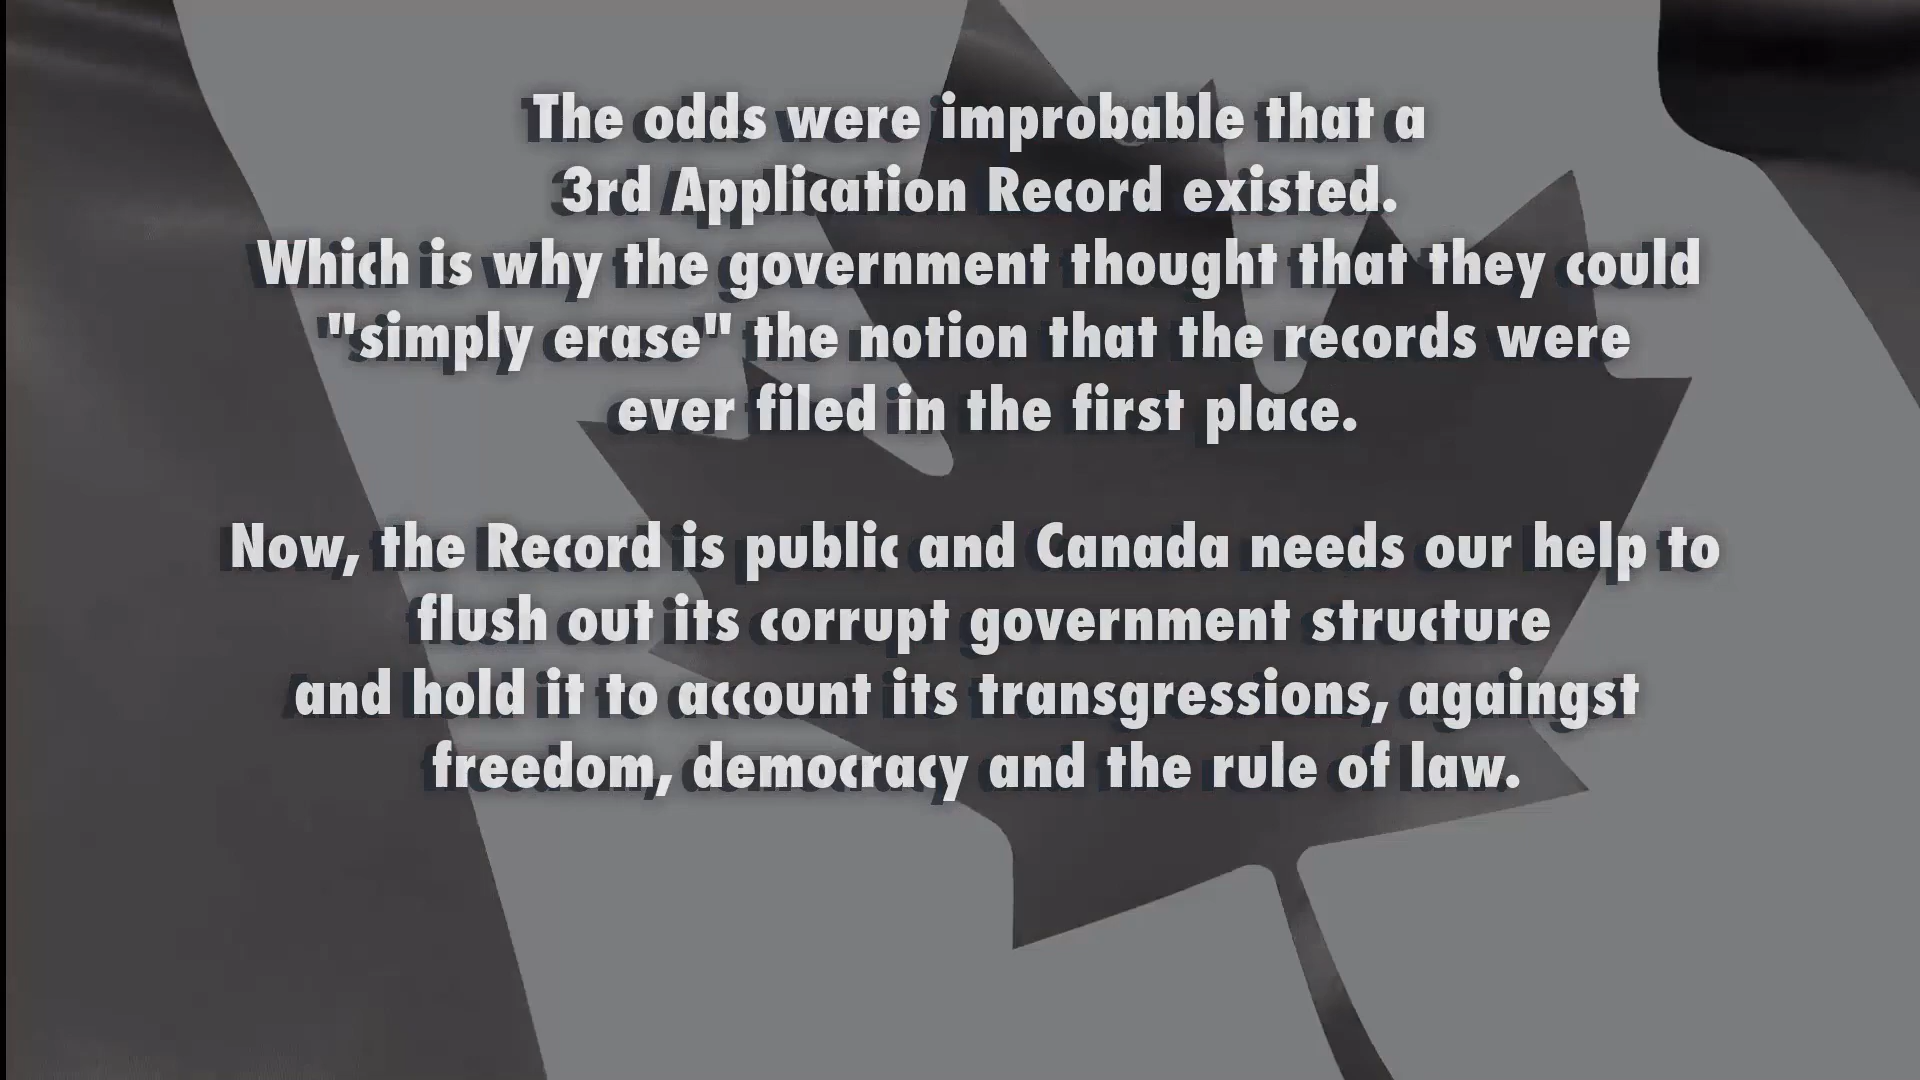 The odds were improbable that a
3rd Application Record existed.
Which is why the government thought that they could
"simply erase" the notion that the records were
ever filed in the first place.
Now, the Record is public and Canada needs our help to
flush out its corrupt government structure
and hold it to account its transgressions, againgst
freedom, democracy and the rule of law.